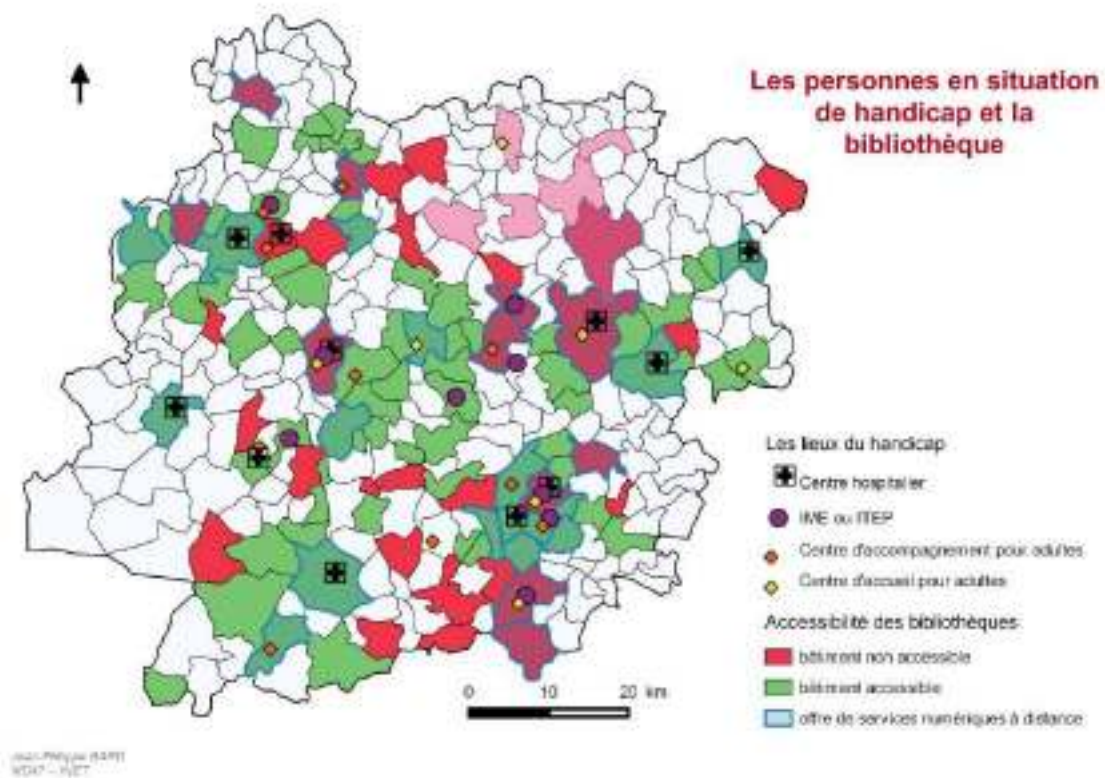 Les personnes en situation
de handicap et la
bibliothèque
Les lieux du handicap
Centre hospitalier
IME ou ITEP
Centre d'accompagnement pour adultes
Centre d'accueil pour adultes
Accessibilité des bibliothèques
bâtiment non accessible
bâtiment accessible
offre de services numériques à distance
0 10 20 km
Jean-Philippe